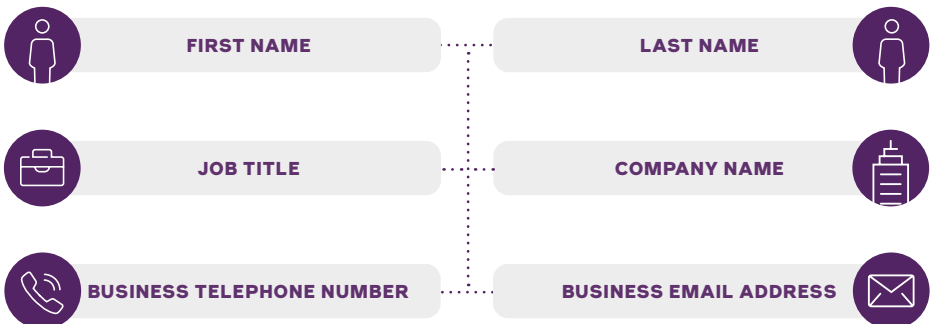 FIRST NAME
LAST NAME
JOB TITLE
COMPANY NAME
BUSINESS TELEPHONE NUMBER
BUSINESS EMAIL ADDRESS